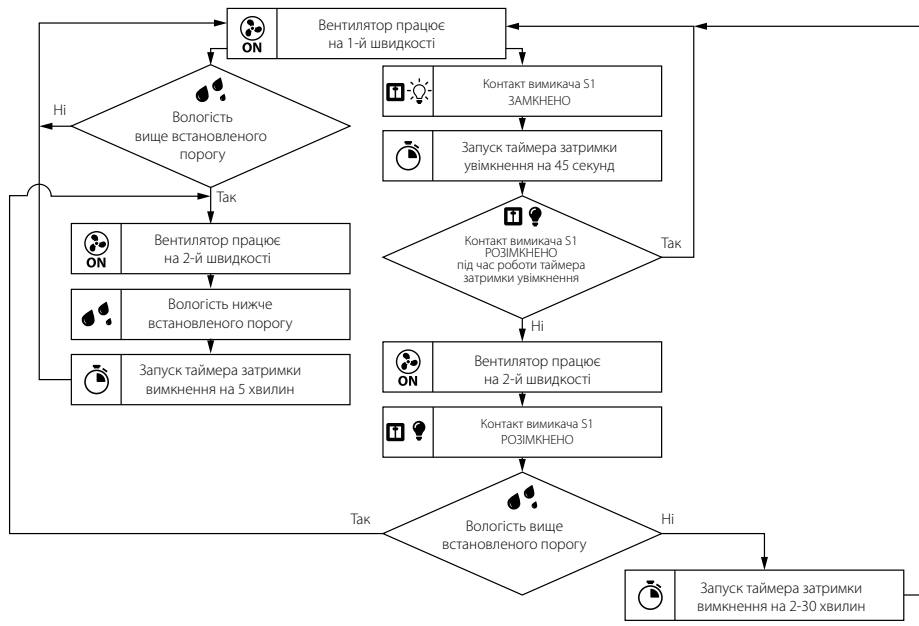 ON
Вентилятор працює
на 1-й швидкості
Ні
Вологість
вище встановленого
порогу
Так
ON
Вентилятор працює
на 2-й швидкості
Вологість нижче
встановленого порогу
Запуск таймера затримки
вимкнення на 5 хвилин
Контакт вимикача S1
ЗАМКНЕНО
Запуск таймера затримки
увімкнення на 45 секунд
Контакт вимикача S1
РОЗІМКНЕНО
під час роботи таймера
затримки увімкнення
Так
Ні
ON
Вентилятор працює
на 2-й швидкості
Контакт вимикача S1
РОЗІМКНЕНО
Так
Вологість вище
встановленого порогу
Ні
Запуск таймера затримки
вимкнення на 2-30 хвилин